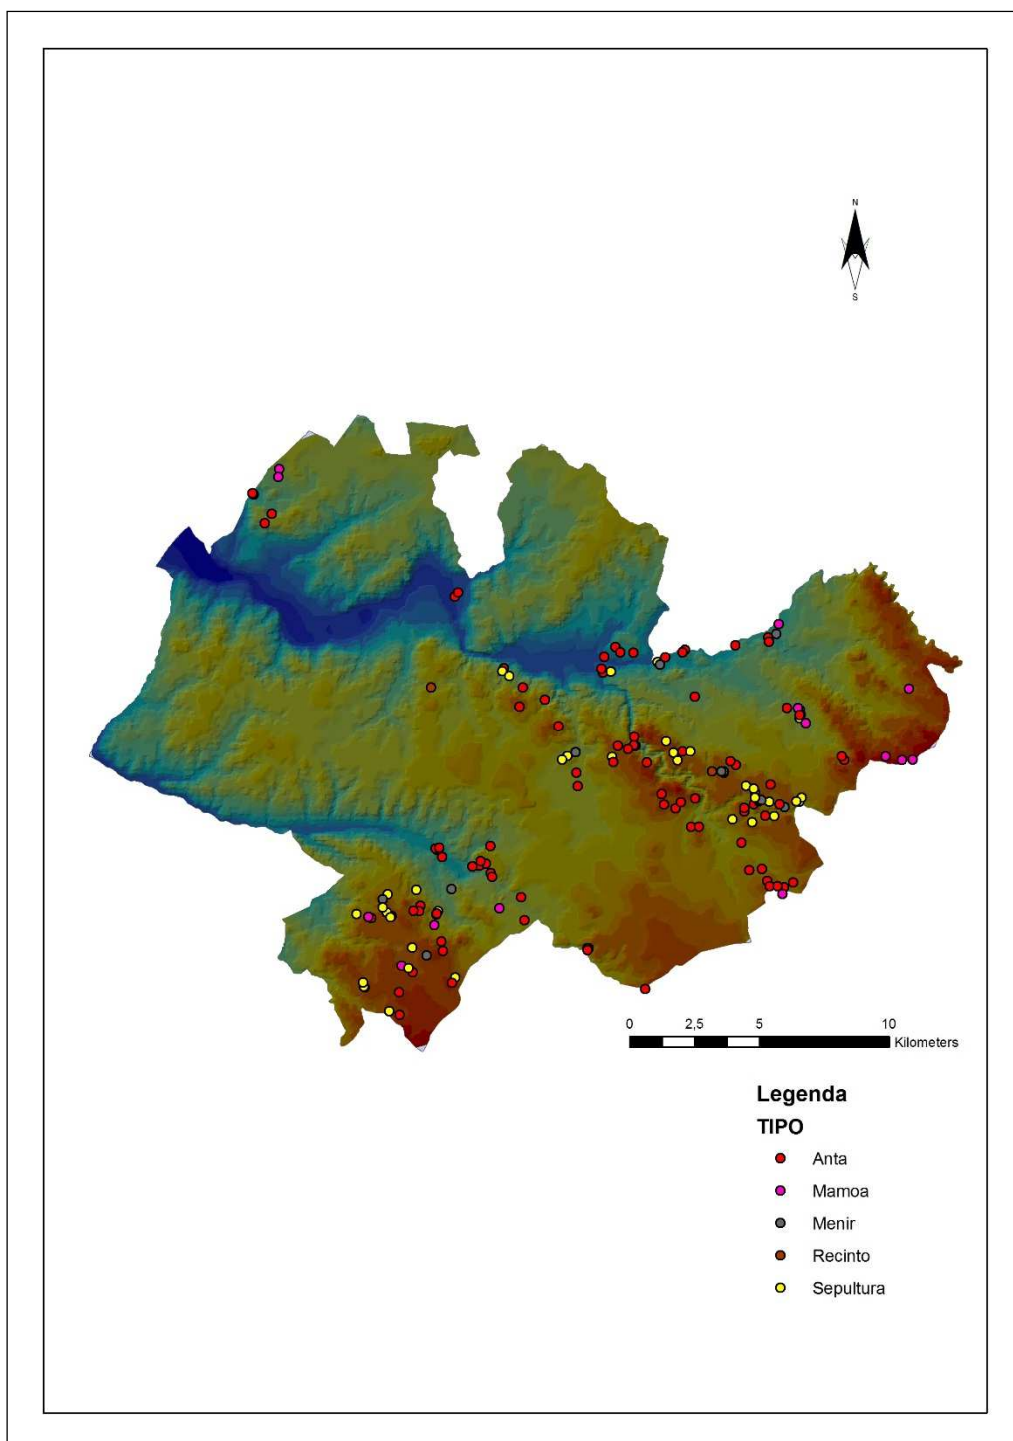 N
S
0 2,5 5 10
Kilometers
Legenda
TIPO
Anta
Mamoa
Menir
Recinto
Sepultura